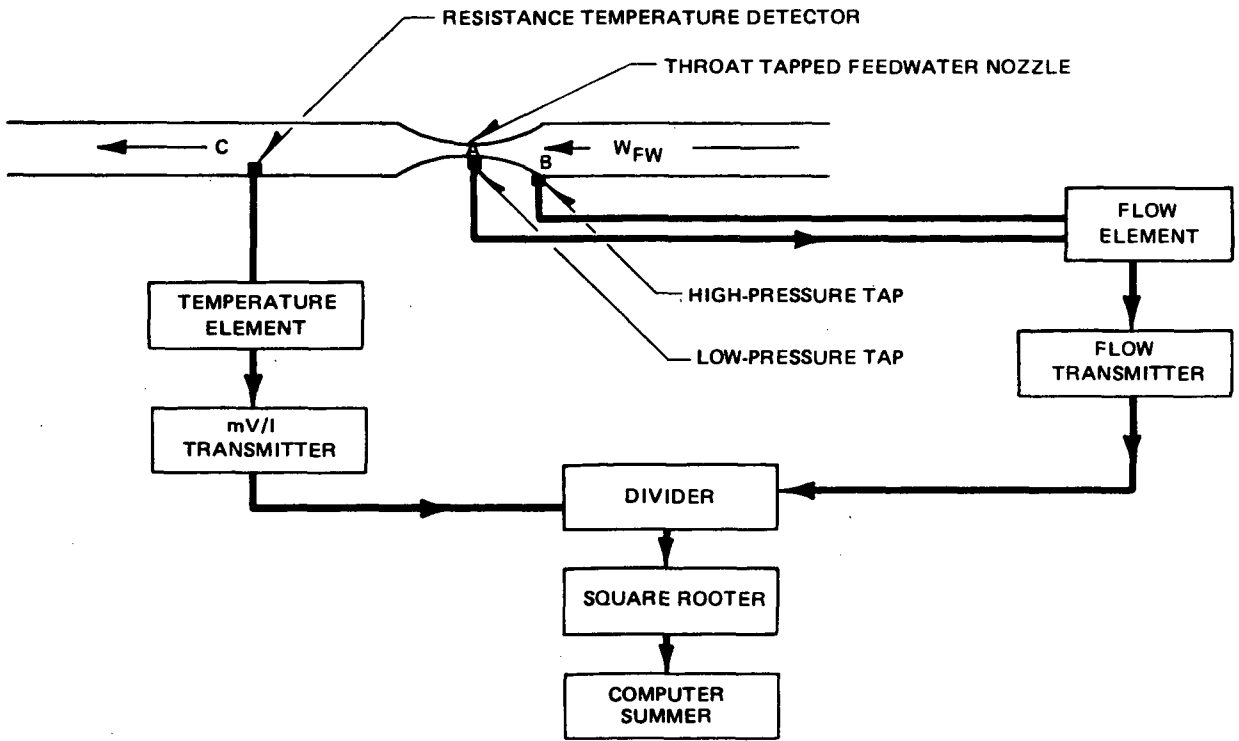 RESISTANCE TEMPERATURE DETECTOR
THROAT TAPPED FEEDWATER NOZZLE
C
A
B
WFW
FLOW
ELEMENT
HIGH-PRESSURE TAP
TEMPERATURE
ELEMENT
LOW-PRESSURE TAP
FLOW
TRANSMITTER
mV/I
TRANSMITTER
DIVIDER
SQUARE ROOTER
COMPUTER
SUMMER